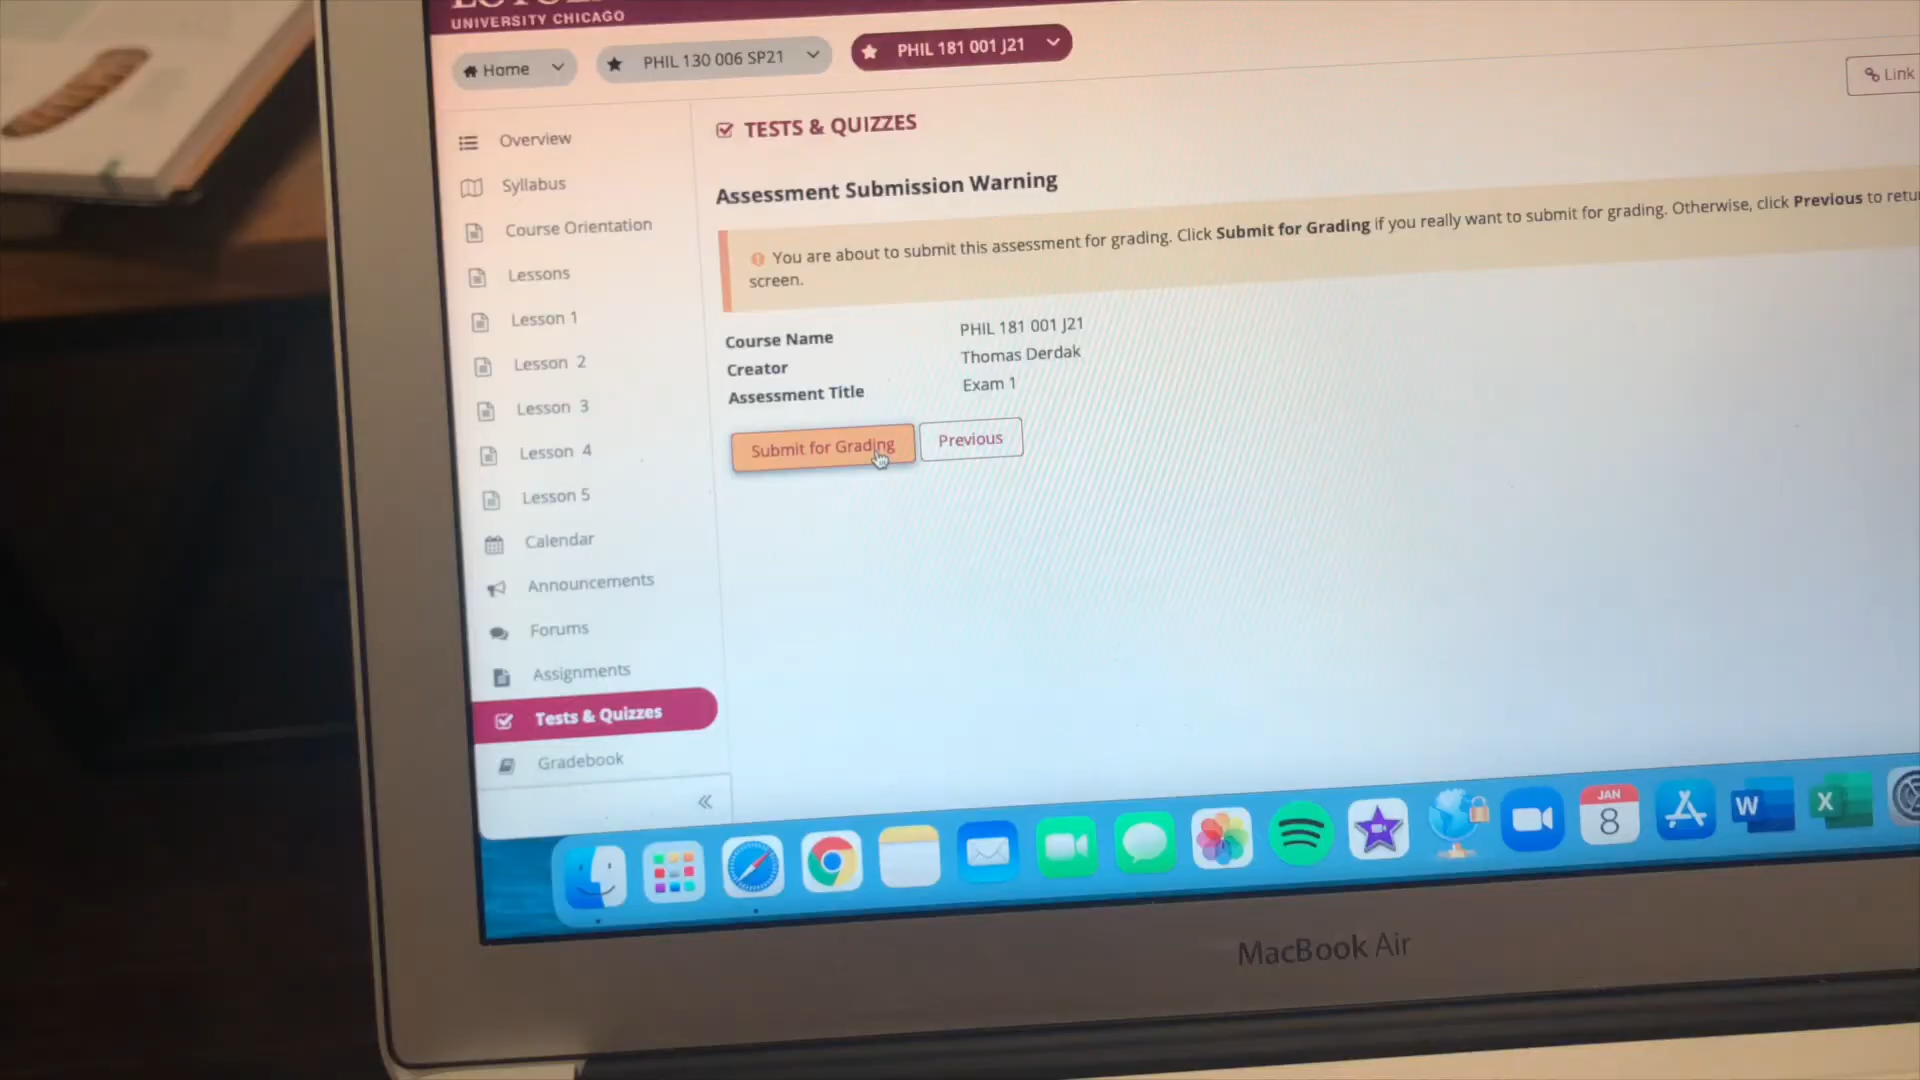 UNIVERSITY CHICAGO
Home
PHIL 130 006 SP21
PHIL 181 001 J21
Link
Overview
Syllabus
Course Orientation
Lessons
Lesson 1
Lesson 2
Lesson 3
Lesson 4
Lesson 5
Calendar
Announcements
Forums
Assignments
Tests & Quizzes
Gradebook
TESTS & QUIZZES
Assessment Submission Warning
You are about to submit this assessment for grading. Click Submit for Grading if you really want to submit for grading. Otherwise, click Previous to
screen.
Course Name PHIL 181 001 J21
Creator Thomas Derdak
Assessment Title Exam 1
Submit for Grading Previous
JAN
8
W
X
MacBook Air